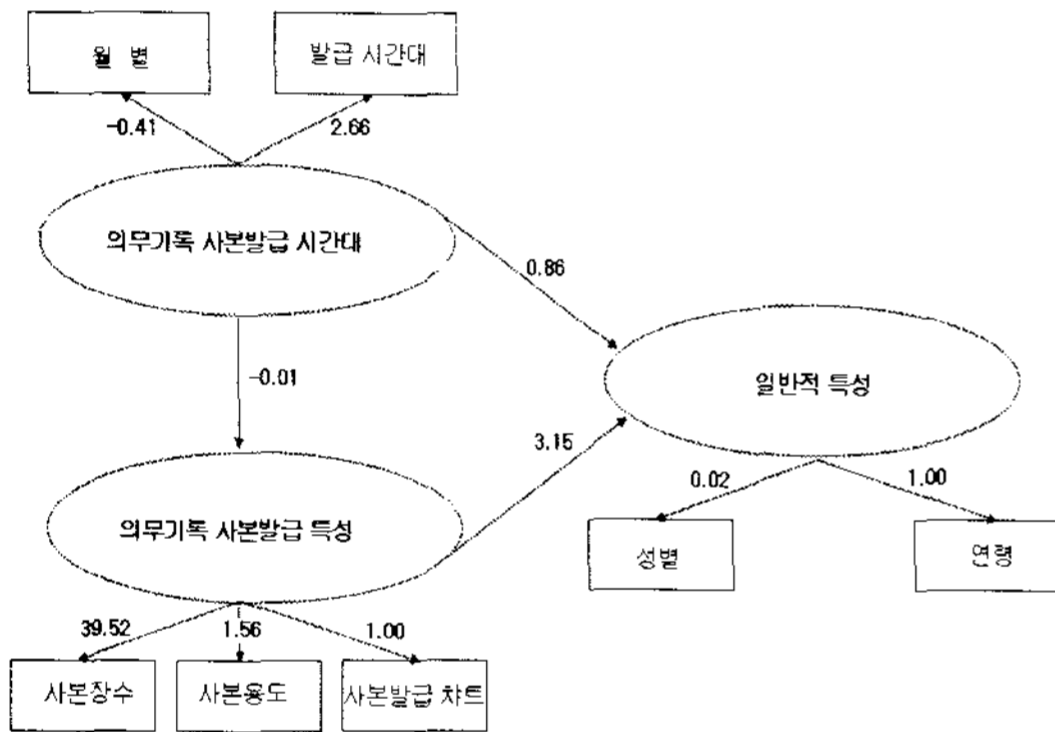 월 별
발급 시간대
-0.41
2.66
의무기록 사본발급 시간대
0.86
-0.01
일반적 특성
3.15
의무기록 사본발급 특성
0.02
1.00
성별
연령
39.52
1.56
1.00
사본장수
사본용도
사본발급 챠트